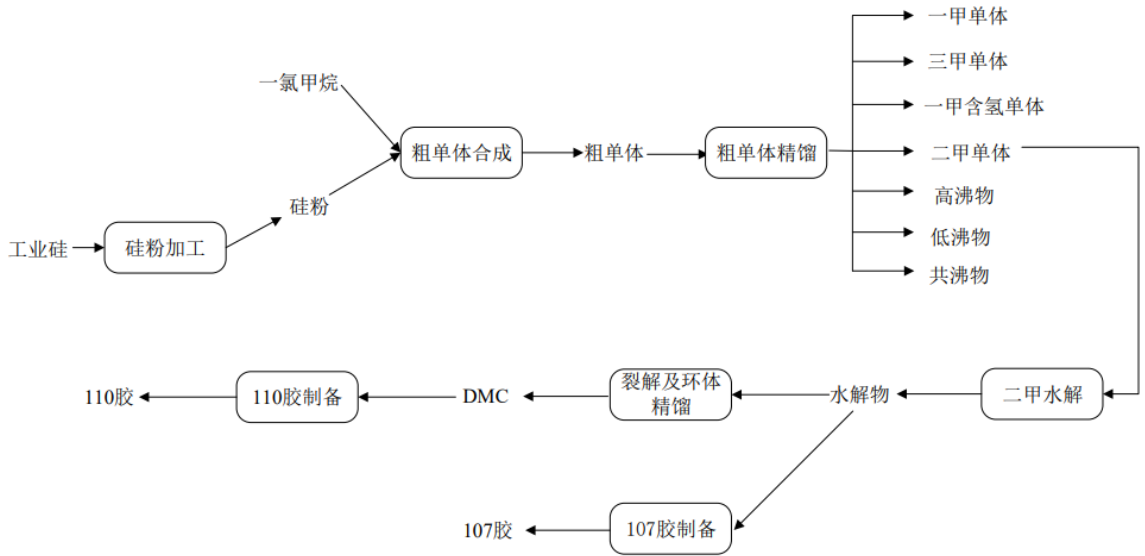 一甲单体
三甲单体
一氯甲烷
一甲含氢单体
粗单体合成
粗单体
粗单体精馏
二甲单体
高沸物
硅粉
低沸物
工业硅
硅粉加工
共沸物
110胶
110胶制备
DMC
裂解及环体
精馏
水解物
二甲水解
107胶
107胶制备